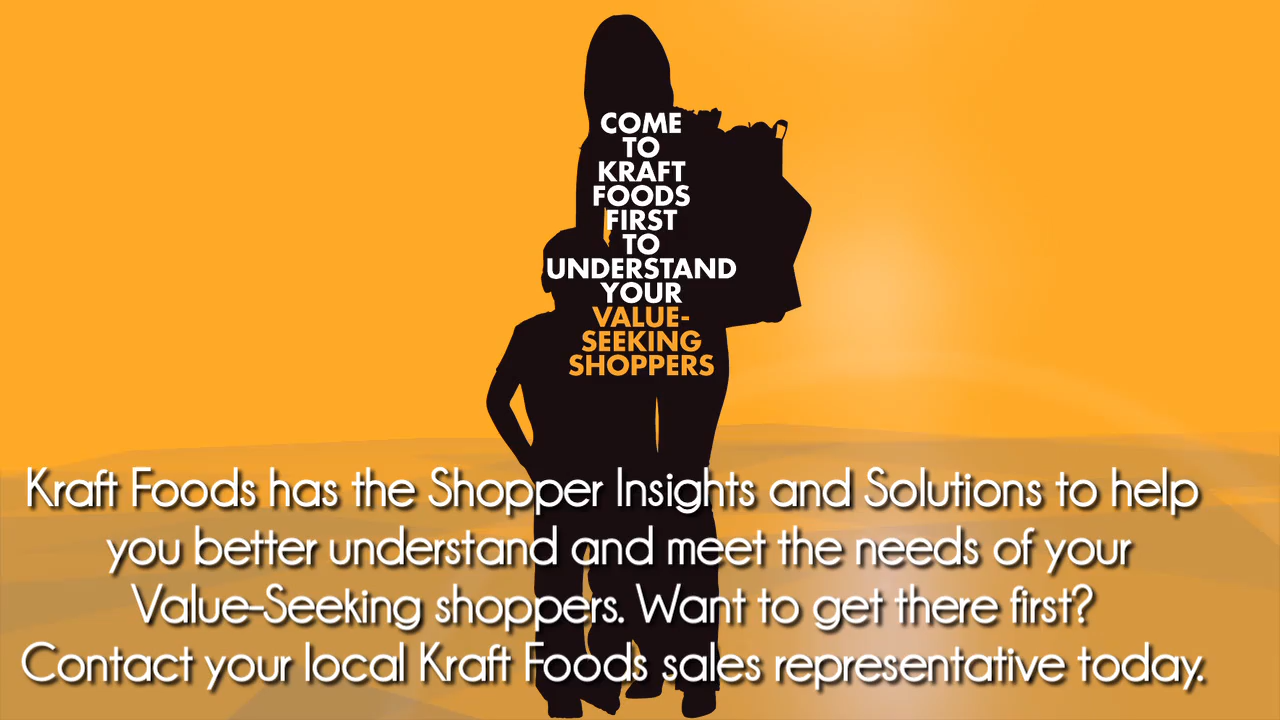 COME
TO
KRAFT
FOODS
FIRST
TO
UNDERSTAND
YOUR
VALUE-
SEEKING
SHOPPERS
Kraft Foods has the Shopper Insights and Solutions to help
you better understand and meet the needs of your
Value-Seeking shoppers. Want to get there first?
Contact your local Kraft Foods sales representative today.